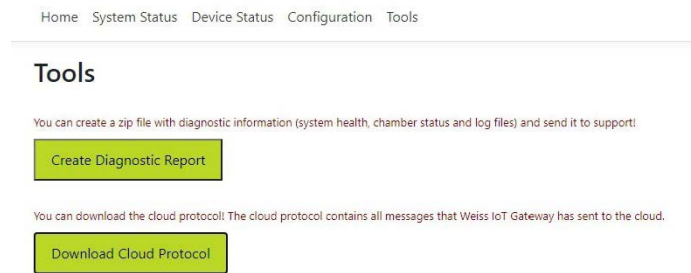 Home System Status Device Status Configuration Tools
Tools
You can create a zip file with diagnostic information (system health, chamber status and log files) and send it to support!
Create Diagnostic Report
You can download the cloud protocol! The cloud protocol contains all messages that Weiss IoT Gateway has sent to the cloud.
Download Cloud Protocol